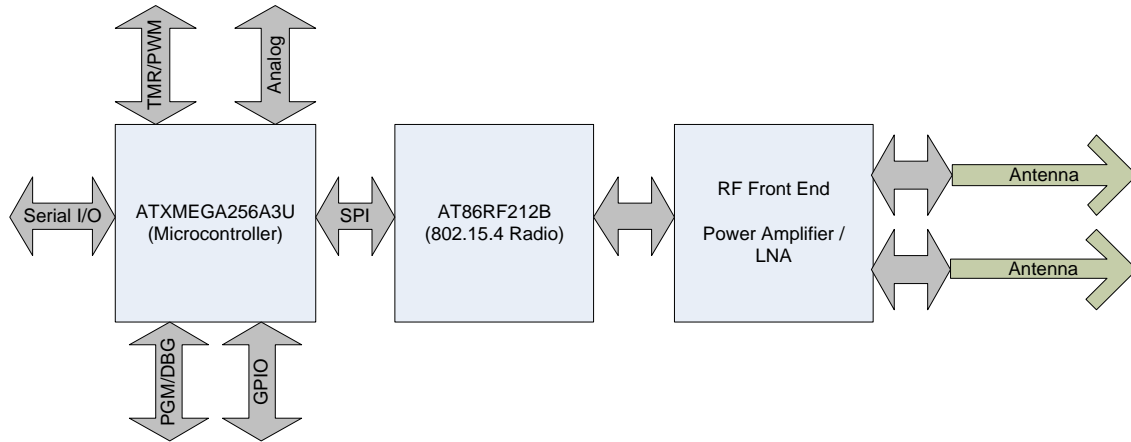 TMR/PWM
Analog
Serial I/O
ATXMEGA256A3U
(Microcontroller)
SPI
AT86RF212B
(802.15.4 Radio)
RF Front End
Power Amplifier /
LNA
Antenna
Antenna
PGM/DBG
GPIO